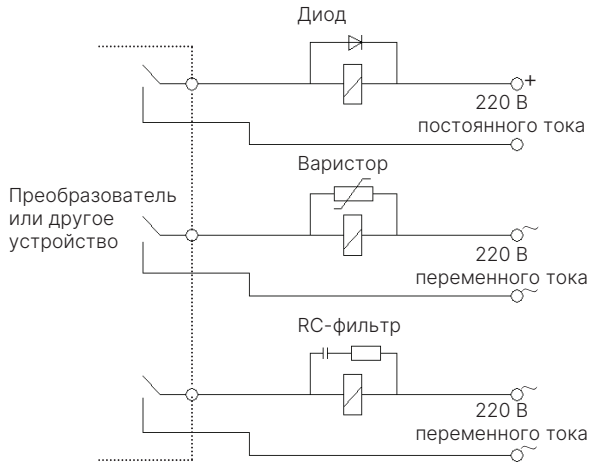 Диод
+
220 В
постоянного тока
Варистор
Преобразователь
или другое
устройство
~
220 В
переменного тока
~
RC-фильтр
~
220 В
переменного тока
~